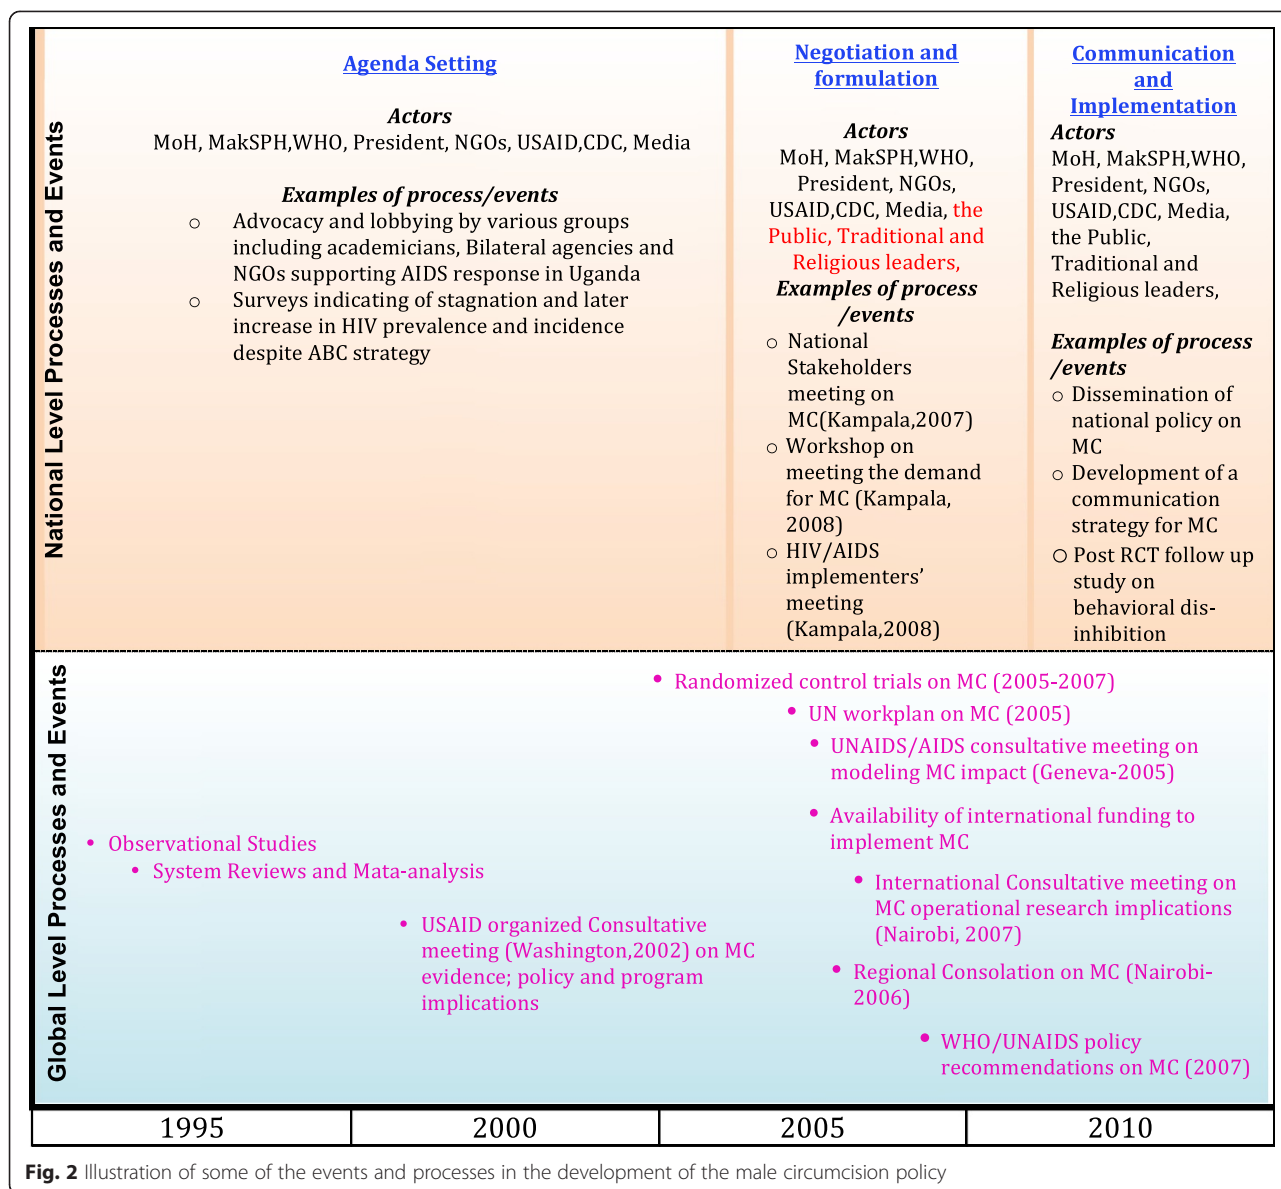 National Level Processes and Events
Agenda Setting
Actors
MoH, MakSPH,WHO, President, NGOs, USAID,CDC, Media
Examples of process/events
○ Advocacy and lobbying by various groups
including academicians, Bilateral agencies and
NGOs supporting AIDS response in Uganda
○ Surveys indicating of stagnation and later
increase in HIV prevalence and incidence
despite ABC strategy
Negotiation and
formulation
Actors
MoH, MakSPH,WHO,
President, NGOs,
USAID,CDC, Media, the
Public, Traditional and
Religious leaders,
Examples of process
/events
○ National
Stakeholders
meeting on
MC(Kampala,2007)
○ Workshop on
meeting the demand
for MC (Kampala,
2008)
○ HIV/AIDS
implementers’
meeting
(Kampala,2008)
Communication
and
Implementation
Actors
MoH, MakSPH,WHO,
President, NGOs,
USAID,CDC, Media,
the Public,
Traditional and
Religious leaders,
Examples of process
/events
○ Dissemination of
national policy on
MC
○ Development of a
communication
strategy for MC
○ Post RCT follow up
study on
behavioral dis-
inhibition
Global Level Processes and Events
• Randomized control trials on MC (2005-2007)
• UN workplan on MC (2005)
• UNAIDS/AIDS consultative meeting on
modeling MC impact (Geneva-2005)
• Availability of international funding to
implement MC
• Observational Studies
• System Reviews and Mata-analysis
• International Consultative meeting on
MC operational research implications
(Nairobi, 2007)
• USAID organized Consultative
meeting (Washington,2002) on MC
evidence; policy and program
implications
• Regional Consolation on MC (Nairobi-
2006)
• WHO/UNAIDS policy
recommendations on MC (2007)
1995
2000
2005
2010
Fig. 2 Illustration of some of the events and processes in the development of the male circumcision policy